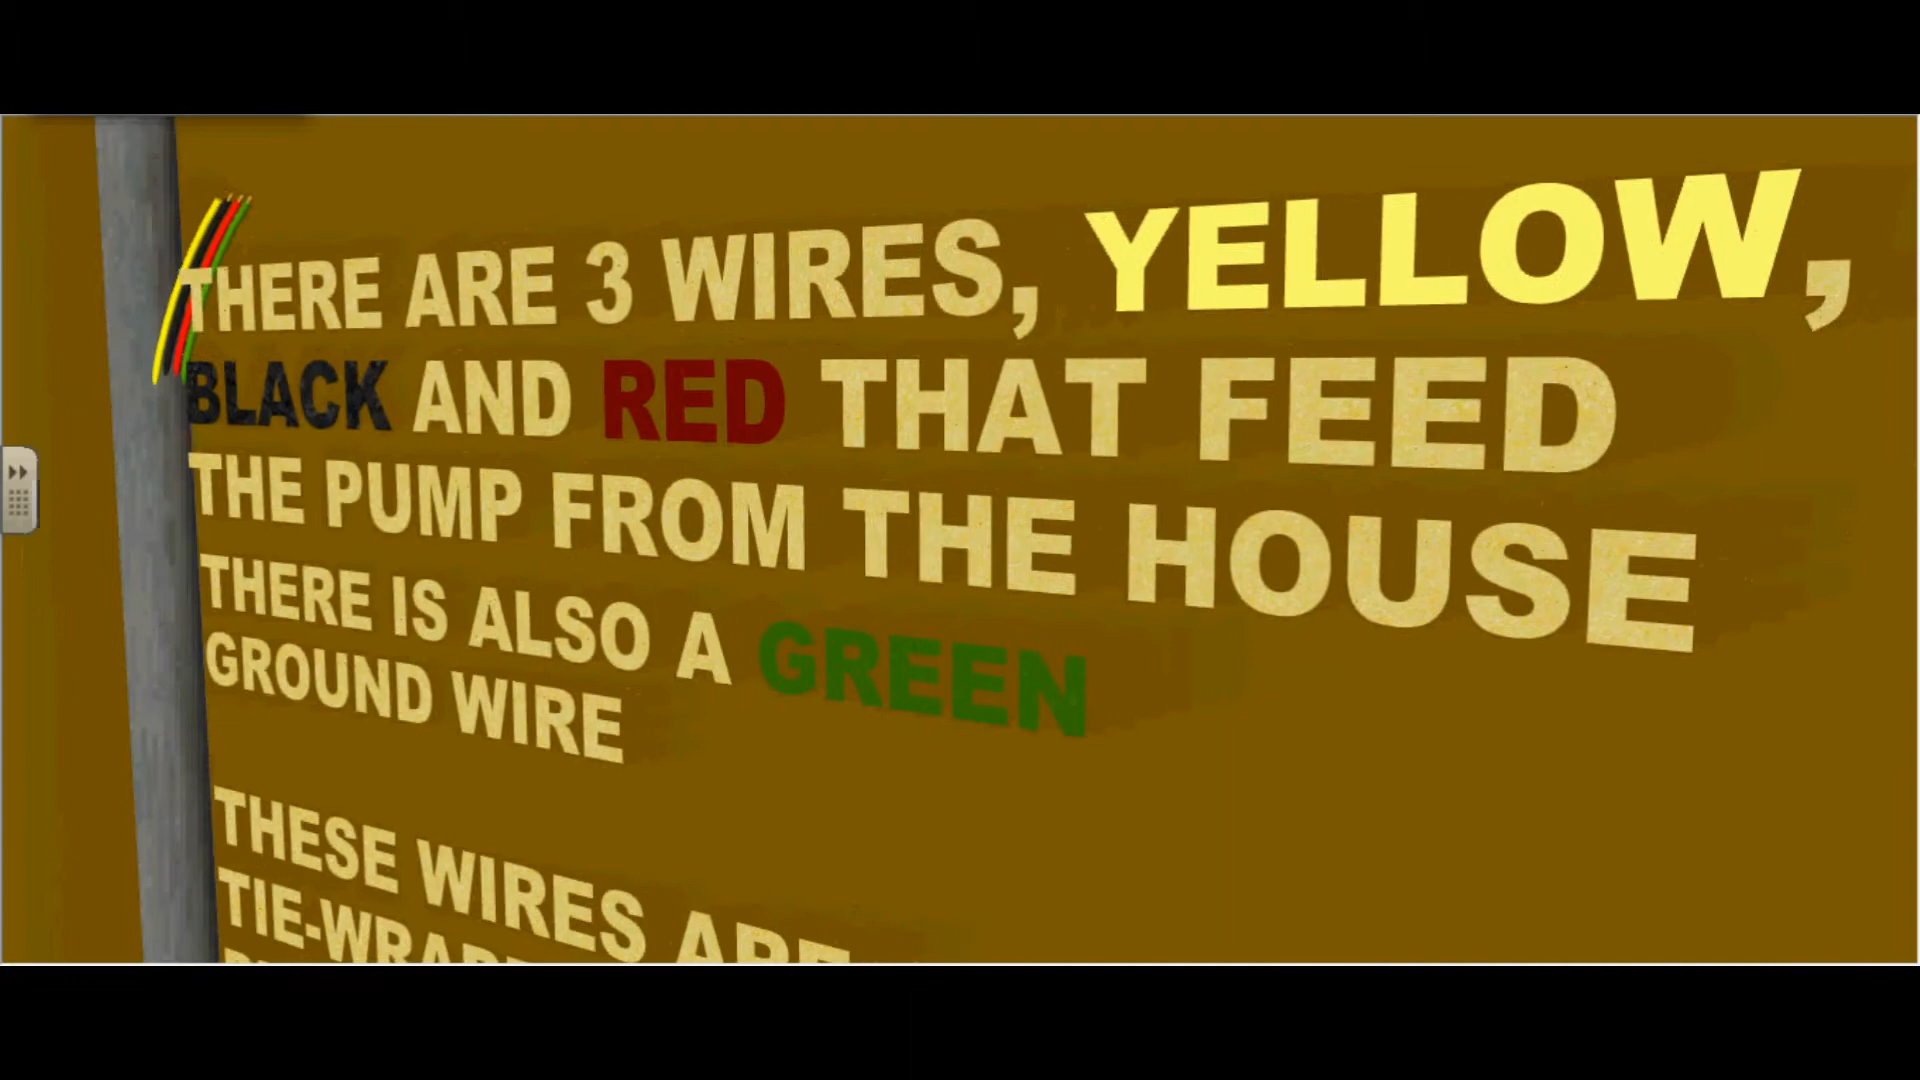 THERE ARE 3 WIRES, YELLOW,
BLACK AND RED THAT FEED
THE PUMP FROM THE HOUSE
THERE IS ALSO A GREEN
GROUND WIRE
THESE WIRES ARE